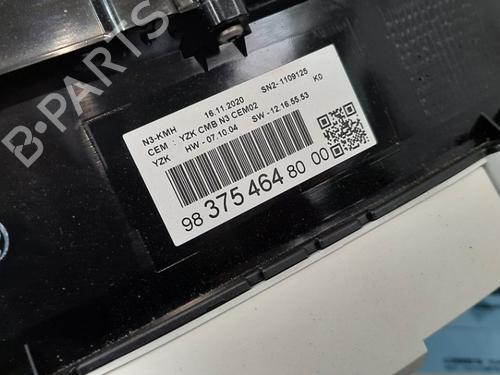 B-PARTS
N3-KMH 16.11.2020 SN2-1109125
CEM : YZK CMB N3 CEM02 K0
YZK HW - 07.10.04 SW - 12.16.55.53
98 375 464 80 00